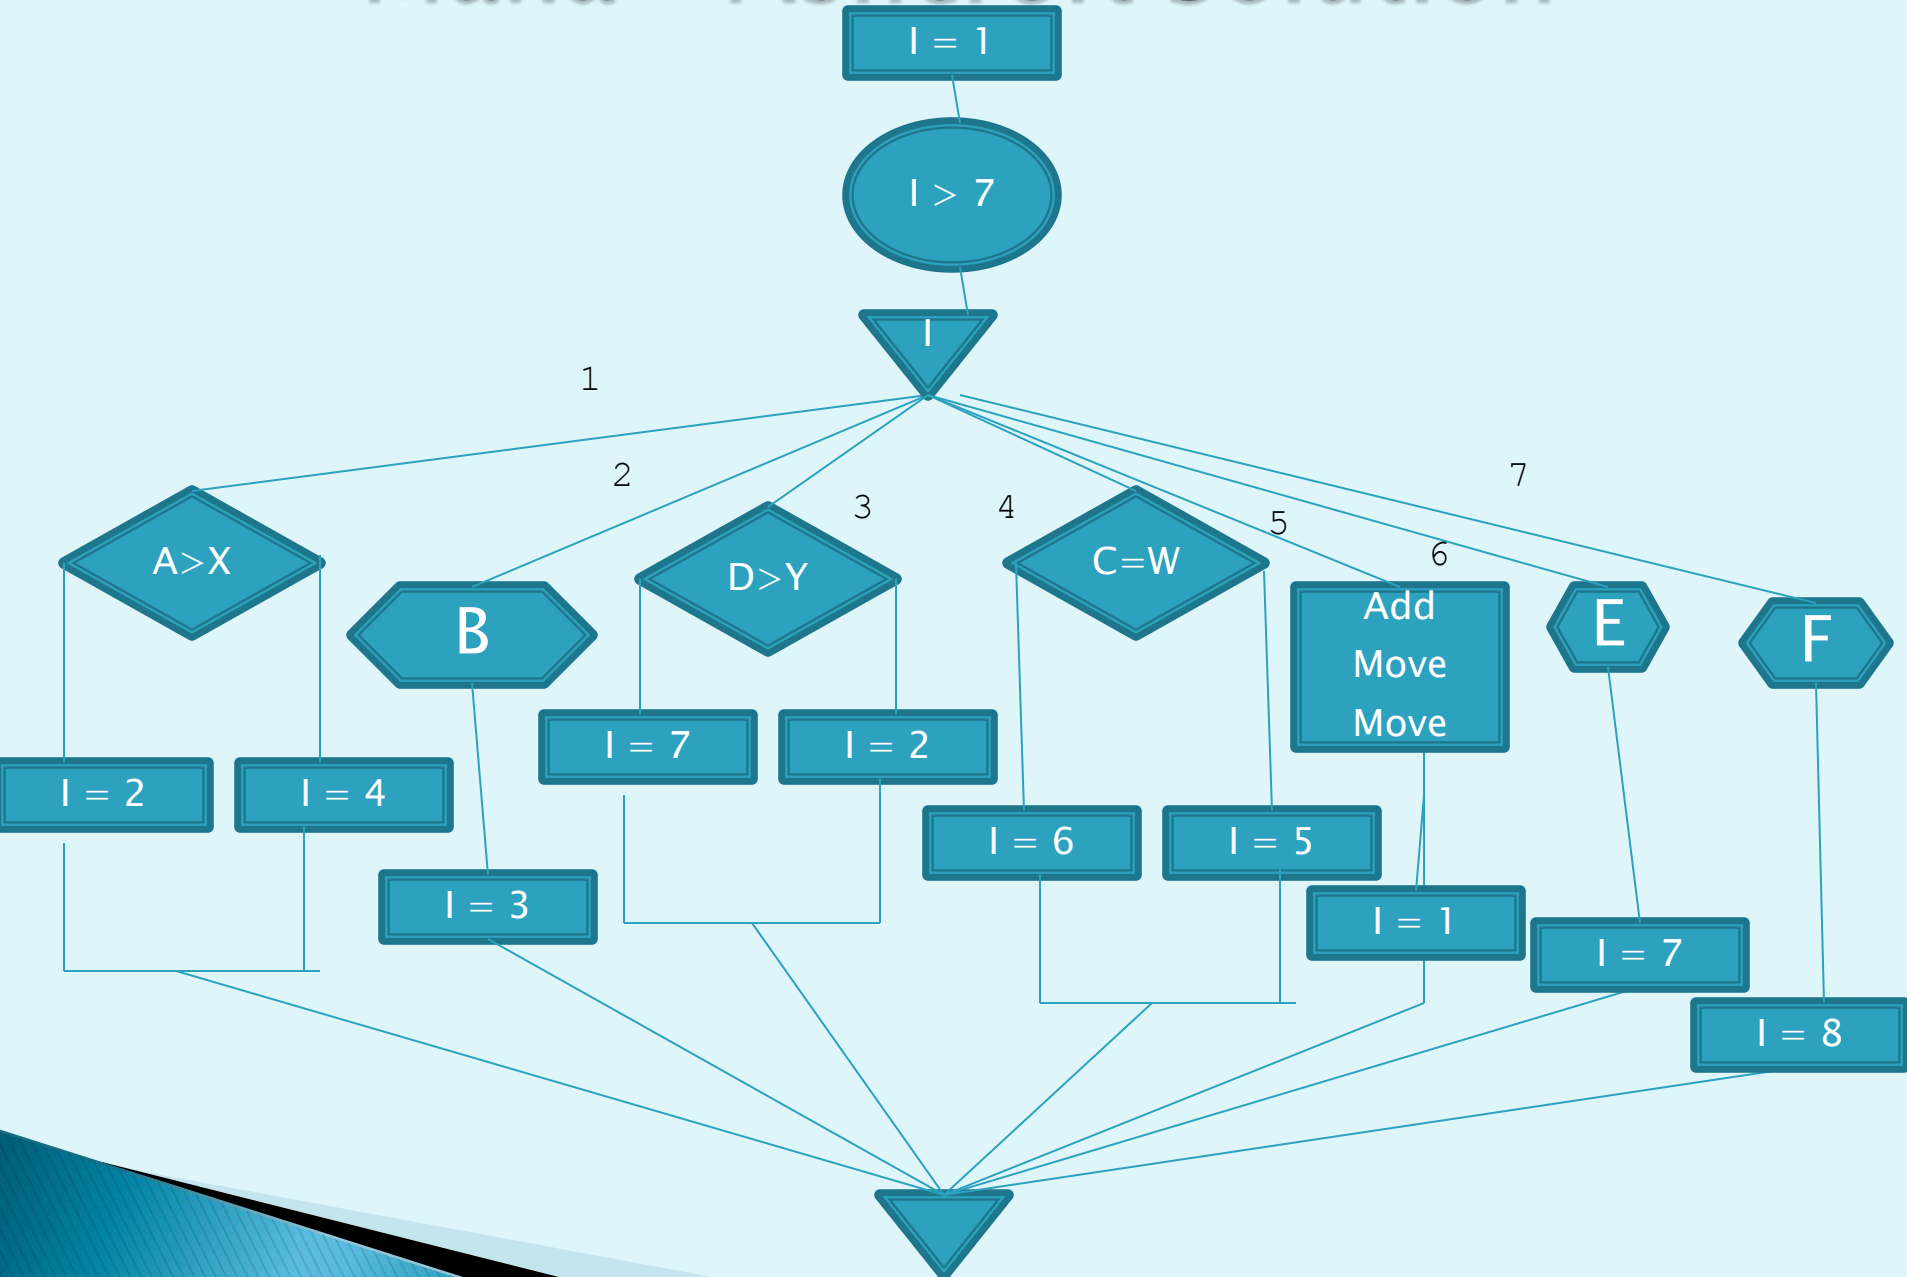 I = 1
I > 7
I
1
2
3
4
5
6
7
A>X
B
D>Y
C=W
Add
Move
Move
E
F
I = 2
I = 4
I = 3
I = 7
I = 2
I = 6
I = 5
I = 1
I = 7
I = 8